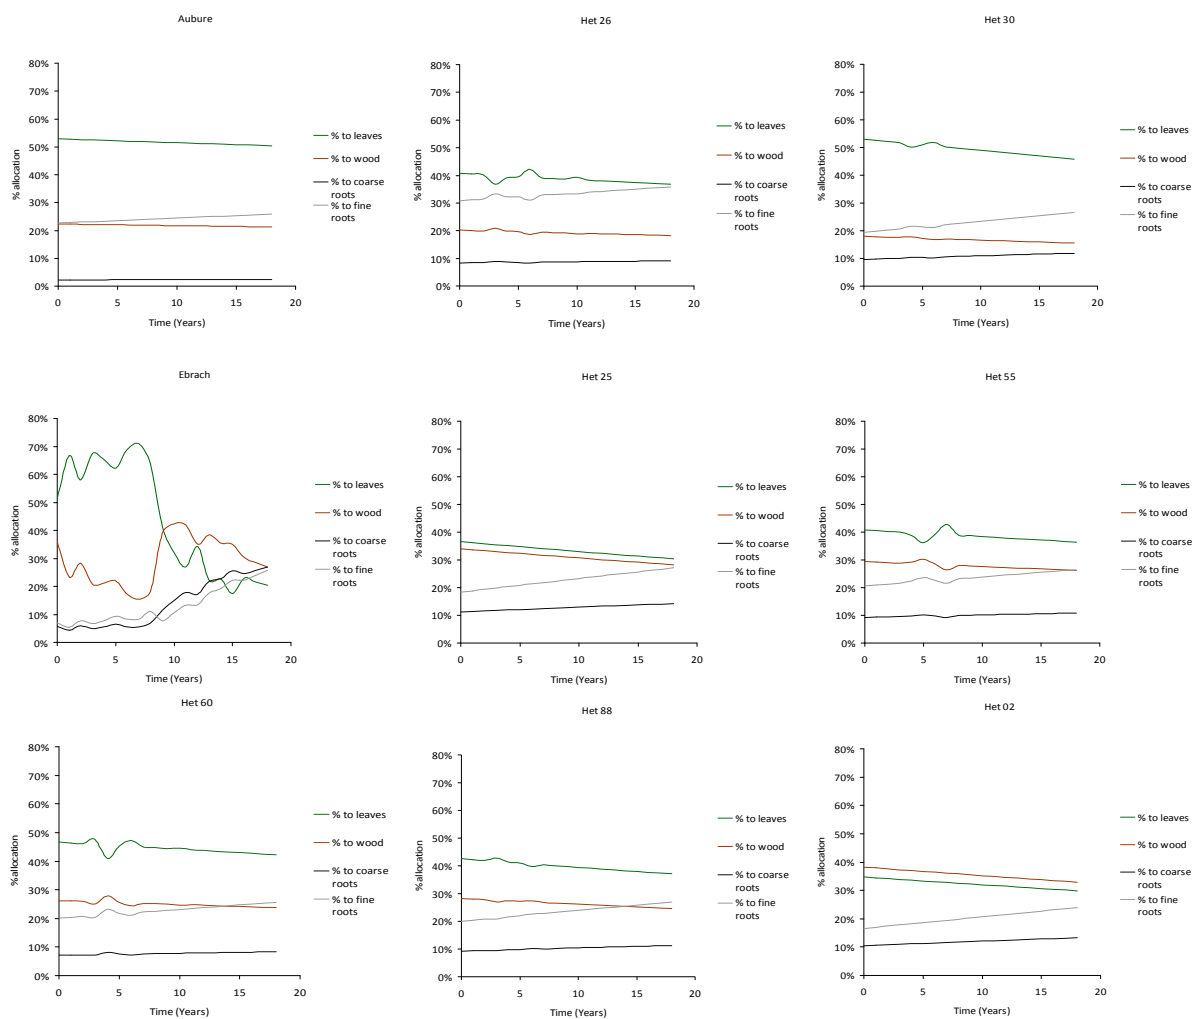 Aubure
80%
70%
60%
50%
40%
30%
20%
10%
0%
% allocation
0 5 10 15 20
Time (Years)
% to leaves
% to wood
% to coarse
roots
% to fine
roots
Het 26
80%
70%
60%
50%
40%
30%
20%
10%
0%
% allocation
0 5 10 15 20
Time (Years)
% to leaves
% to wood
% to coarse
roots
% to fine
roots
Het 30
80%
70%
60%
50%
40%
30%
20%
10%
0%
% allocation
0 5 10 15 20
Time (Years)
% to leaves
% to wood
% to coarse
roots
% to fine
roots
Ebrach
80%
70%
60%
50%
40%
30%
20%
10%
0%
% allocation
0 5 10 15 20
Time (Years)
% to leaves
% to wood
% to coarse
roots
% to fine
roots
Het 25
80%
70%
60%
50%
40%
30%
20%
10%
0%
% allocation
0 5 10 15 20
Time (Years)
% to leaves
% to wood
% to coarse
roots
% to fine
roots
Het 55
80%
70%
60%
50%
40%
30%
20%
10%
0%
% allocation
0 5 10 15 20
Time (Years)
% to leaves
% to wood
% to coarse
roots
% to fine
roots
Het 60
80%
70%
60%
50%
40%
30%
20%
10%
0%
% allocation
0 5 10 15 20
Time (Years)
% to leaves
% to wood
% to coarse
roots
% to fine
roots
Het 88
80%
70%
60%
50%
40%
30%
20%
10%
0%
% allocation
0 5 10 15 20
Time (Years)
% to leaves
% to wood
% to coarse
roots
% to fine
roots
Het 02
80%
70%
60%
50%
40%
30%
20%
10%
0%
% allocation
0 5 10 15 20
Time (Years)
% to leaves
% to wood
% to coarse
roots
% to fine
roots